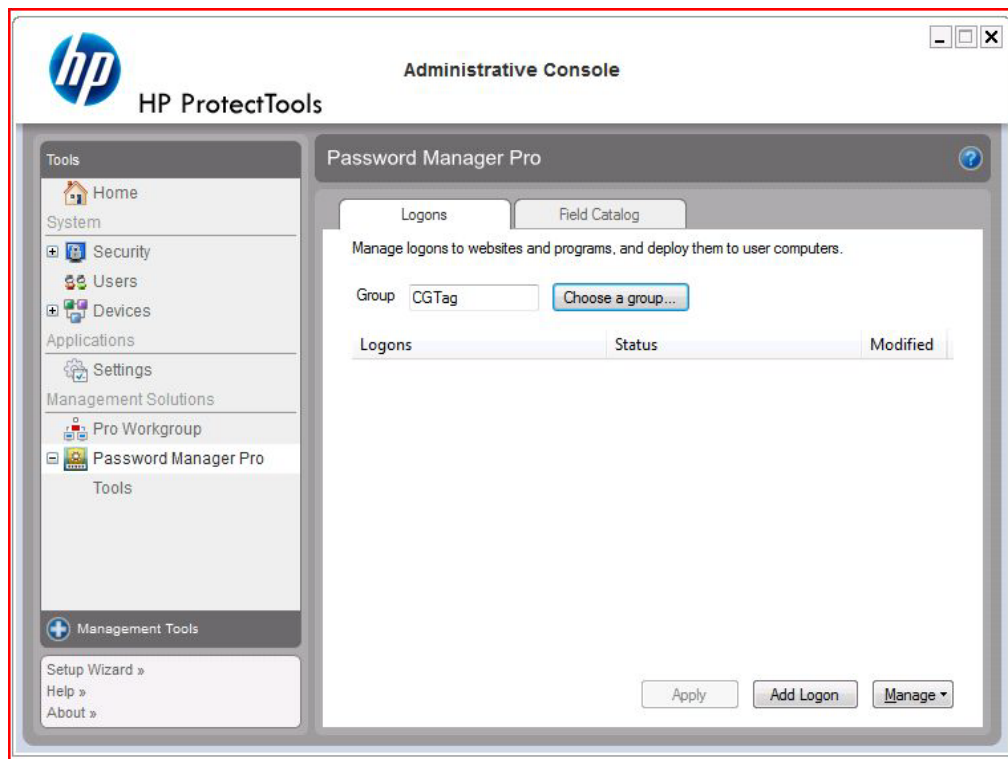 hp
HP ProtectTools
Administrative Console
Tools
Home
System
Security
Users
Devices
Applications
Settings
Management Solutions
Pro Workgroup
Password Manager Pro
Tools
Management Tools
Setup Wizard »
Help »
About »
Password Manager Pro
?
Logons
Field Catalog
Manage logons to websites and programs, and deploy them to user computers.
Group CGTag Choose a group...
Logons Status Modified
Apply Add Logon Manage